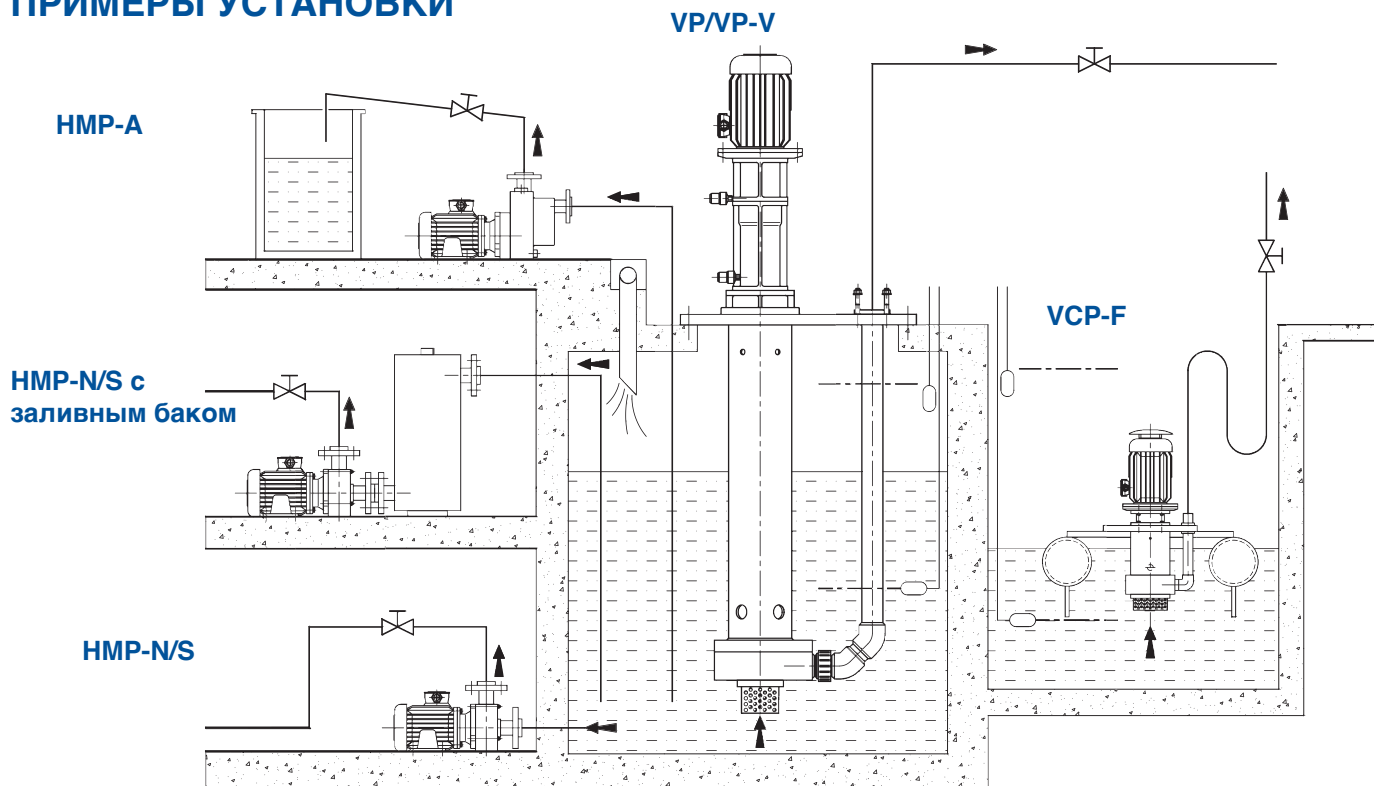 ПРИМЕРЫ УСТАНОВКИ
VP/VP-V
HMP-A
VCP-F
HMP-N/S с
заливным баком
HMP-N/S